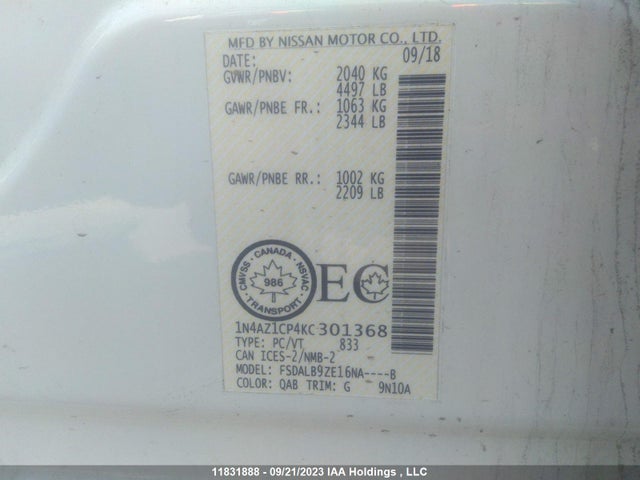 MFD BY NISSAN MOTOR CO., LTD.
DATE: 09/18
GVWR/PNBV: 2040 KG
4497 LB
GAWR/PNBE FR.: 1063 KG
2344 LB
GAWR/PNBE RR.: 1002 KG
2209 LB
CANADA
CMVSS 986 NSVAC
TRANSPORT
EC
1N4AZ1CP4KC301368
TYPE: PC/VT 833
CAN ICES-2/NMB-2
MODEL: FSDALB9ZE16NA----B
COLOR: QAB TRIM: G 9N10A
11831888 - 09/21/2023 IAA Holdings , LLC